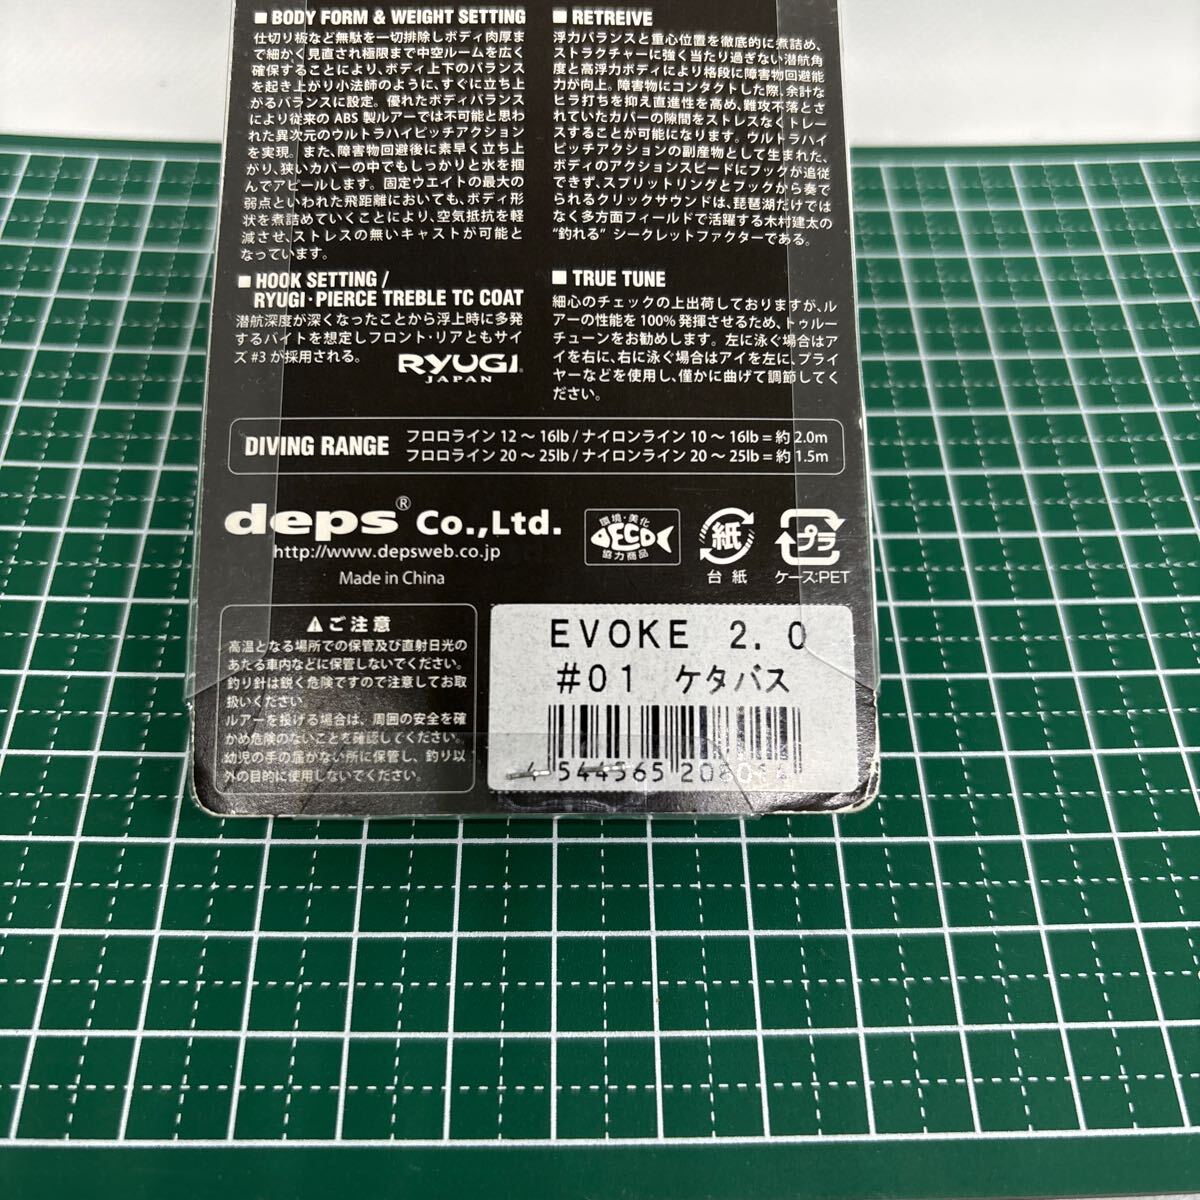 ■ BODY FORM & WEIGHT SETTING
仕切り板など無駄を一切排除しボディ肉厚ま
で細かく見直され極限まで中空ルームを広く
確保することにより、ボディ上下のバランス
を起き上がり小法師のように、すぐに立ち上
がるバランスに設定。優れたボディバランス
により従来の ABS 製ルアーでは不可能と思わ
れた異次元のウルトラハイピッチアクション
を実現。また、障害物回避後に素早く立ち上
がり、狭いカバーの中でもしっかりと水を掴
んでアピールします。固定ウエイトの最大の
弱点といわれた飛距離においても、ボディ形
状を煮詰めていくことにより、空気抵抗を軽
減させ、ストレスの無いキャストが可能と
なっています。
■ HOOK SETTING /
RYUGI・PIERCE TREBLE TC COAT
潜航深度が深くなったことから浮上時に多発
するバイトを想定しフロント・リアともサイ
ズ #3 が採用される。
RYUGI®
JAPAN
■ RETREIVE
浮力バランスと重心位置を徹底的に煮詰め、
ストラクチャーに強く当たり過ぎない潜航角
度と高浮力ボディにより格段に障害物回避能
力が向上。障害物にコンタクトした際、余計な
ヒラ打ちを抑え直進性を高め、難攻不落とさ
れていたカバーの隙間をストレスなくトレー
スすることが可能になります。ウルトラハイ
ピッチアクションの副産物として生まれた、
ボディのアクションスピードにフックが追従
できず、スプリットリングとフックから奏で
られるクリックサウンドは、琵琶湖だけでは
なく多方面フィールドで活躍する木村建太の
“釣れる” シークレットファクターである。
■ TRUE TUNE
細心のチェックの上出荷しておりますが、ル
アーの性能を 100% 発揮させるため、トゥルー
チューンをお勧めします。左に泳ぐ場合はア
イを右に、右に泳ぐ場合はアイを左に、プライ
ヤーなどを使用し、僅かに曲げて調節してく
ださい。
DIVING RANGE
フロロライン 12 〜 16lb / ナイロンライン 10 〜 16lb = 約 2.0m
フロロライン 20 〜 25lb / ナイロンライン 20 〜 25lb = 約 1.5m
deps® Co.,Ltd.
http://www.depsweb.co.jp
Made in China
環境・美化
ECO
協力商品
紙
台 紙
プラ
ケース:PET
⚠ご注意
高温となる場所での保管及び直射日光の
あたる車内などに保管しないでください。
釣り針は鋭く危険ですので注意してお取
扱いください。
ルアーを投げる場合は、周囲の安全を確
かめ危険のないことを確認してください。
幼児の手の届かない所に保管し、釣り以
外の目的に使用しないでください。
EVOKE 2.0
#01 ケタバス
4 544565